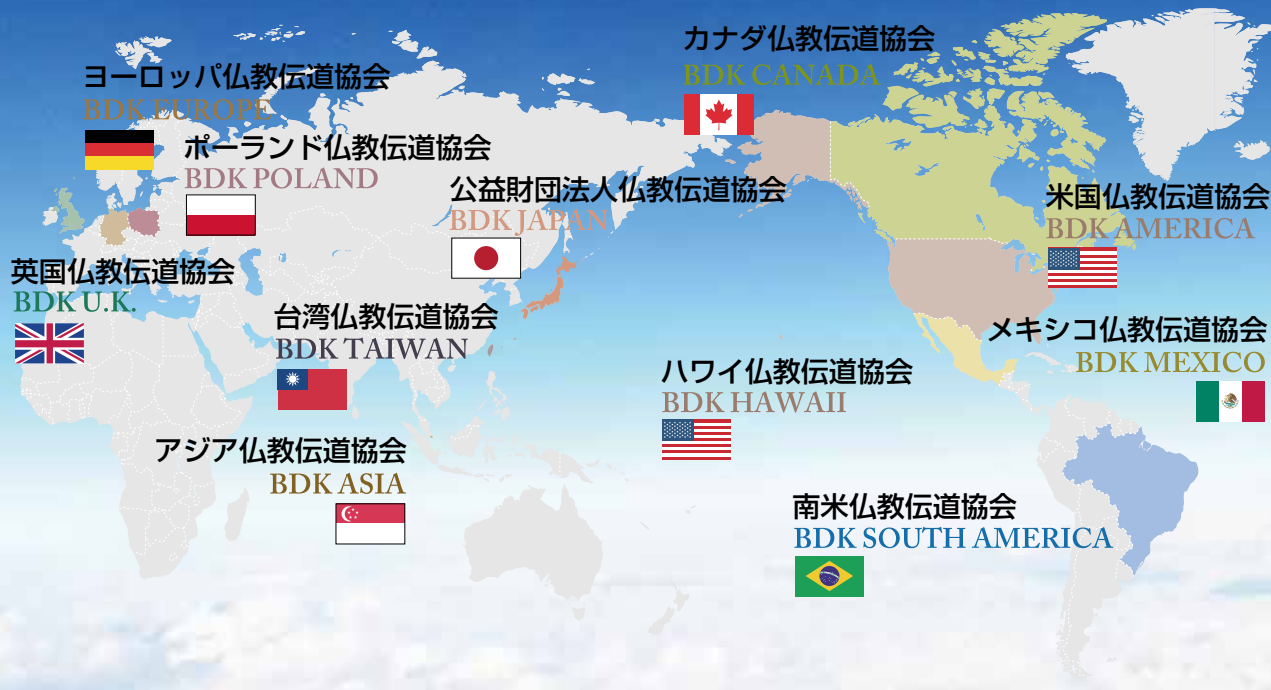 カナダ仏教伝道協会
BDK CANADA
ヨーロッパ仏教伝道協会
BDK EUROPE
ポーランド仏教伝道協会
BDK POLAND
公益財団法人仏教伝道協会
BDK JAPAN
米国仏教伝道協会
BDK AMERICA
英国仏教伝道協会
BDK U.K.
台湾仏教伝道協会
BDK TAIWAN
メキシコ仏教伝道協会
BDK MEXICO
ハワイ仏教伝道協会
BDK HAWAII
アジア仏教伝道協会
BDK ASIA
南米仏教伝道協会
BDK SOUTH AMERICA